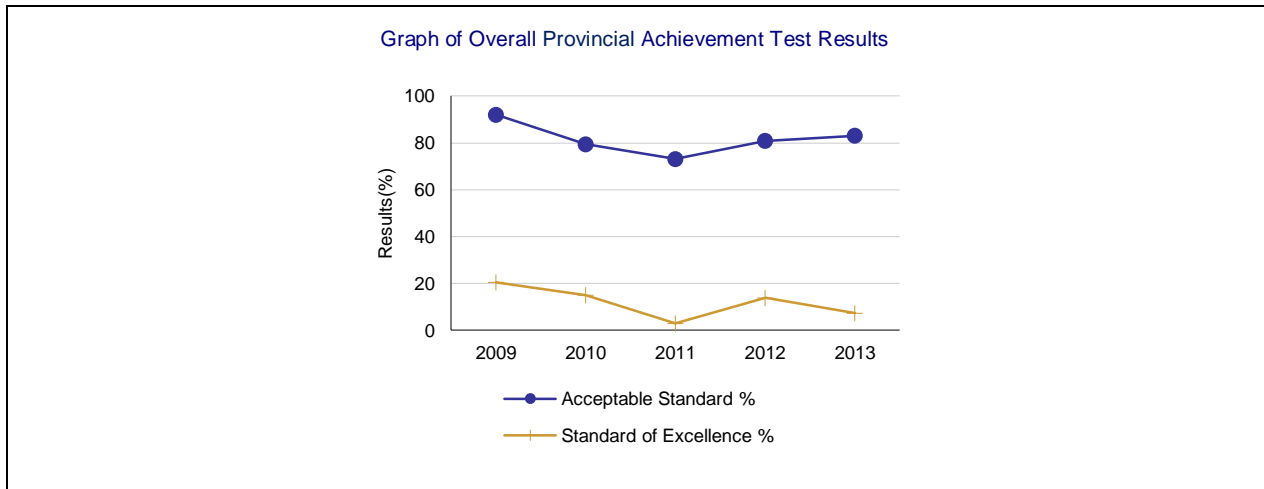 Graph of Overall Provincial Achievement Test Results
100
80
60
40
20
0
Results(%)
2009 2010 2011 2012 2013
Acceptable Standard %
Standard of Excellence %